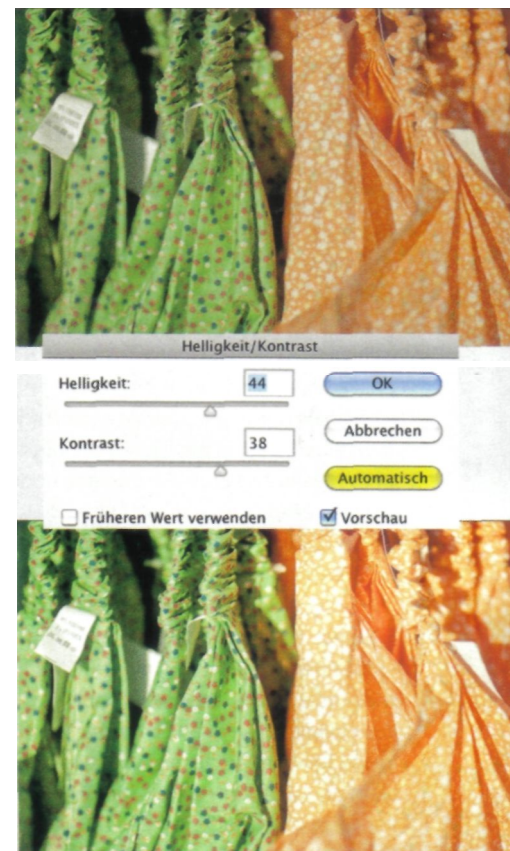 Helligkeit/Kontrast
Helligkeit: 44 OK
Abbrechen
Kontrast: 38
Automatisch
Früheren Wert verwenden Vorschau